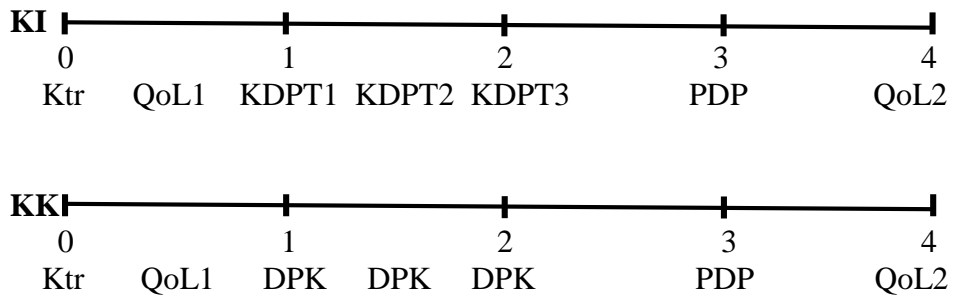 KI
0 1 2 3 4
Ktr QoL1 KDPT1 KDPT2 KDPT3 PDP QoL2
KK
0 1 2 3 4
Ktr QoL1 DPK DPK DPK PDP QoL2